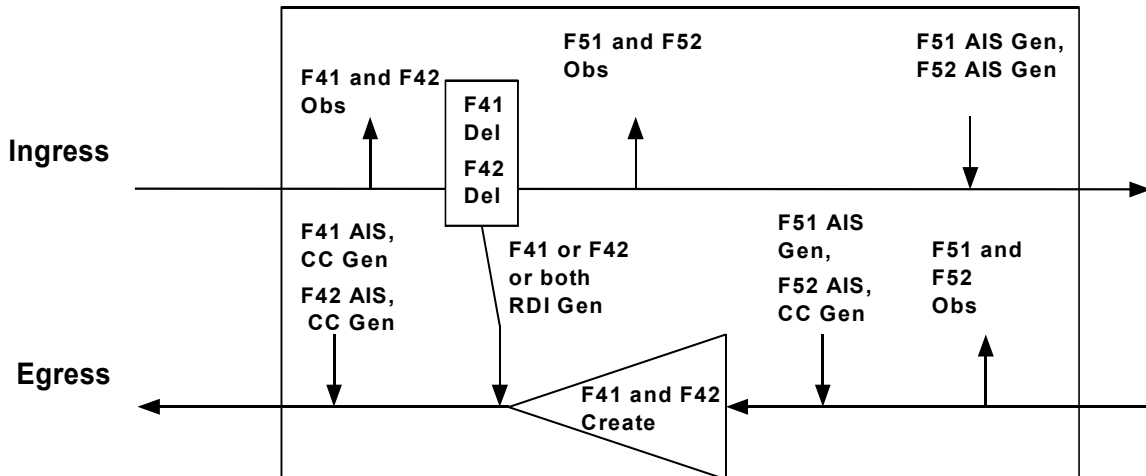 F41 and F42
Obs
F41
Del
F42
Del
F51 and F52
Obs
F51 AIS Gen,
F52 AIS Gen
Ingress
F41 AIS,
CC Gen
F42 AIS,
CC Gen
F41 or F42
or both
RDI Gen
F51 AIS
Gen,
F52 AIS,
CC Gen
F51 and
F52
Obs
Egress
F41 and F42
Create